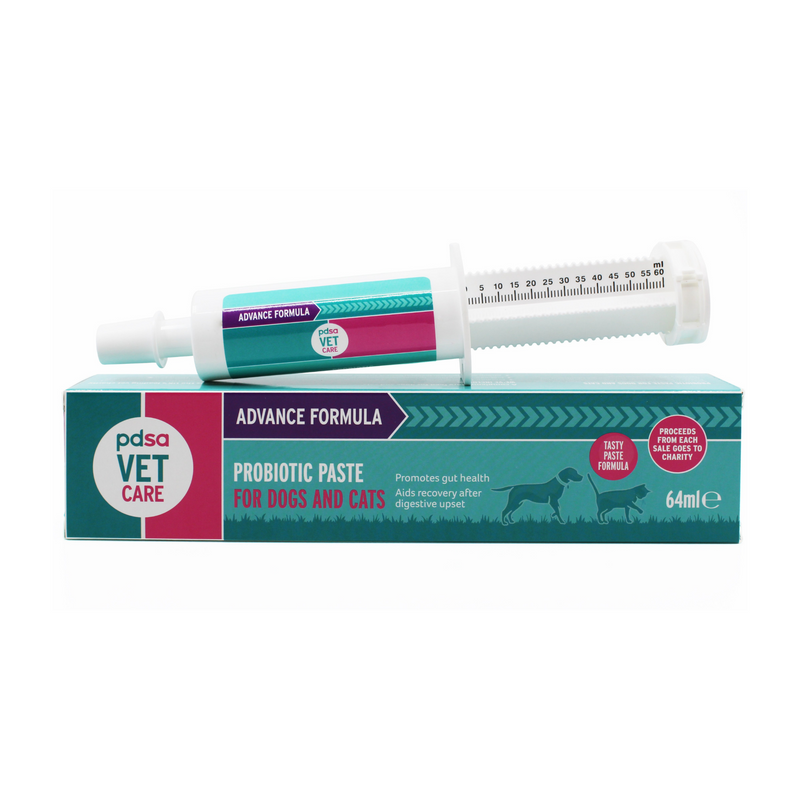 ml
5 10 15 20 25 30 35 40 45 50 55 60
ADVANCE FORMULA
pdsa
VET
CARE
pdsa
VET
CARE
ADVANCE FORMULA
PROBIOTIC PASTE
FOR DOGS AND CATS
Promotes gut health
Aids recovery after
digestive upset
TASTY
PASTE
FORMULA
PROCEEDS
FROM EACH
SALE GOES TO
CHARITY
64ml℮